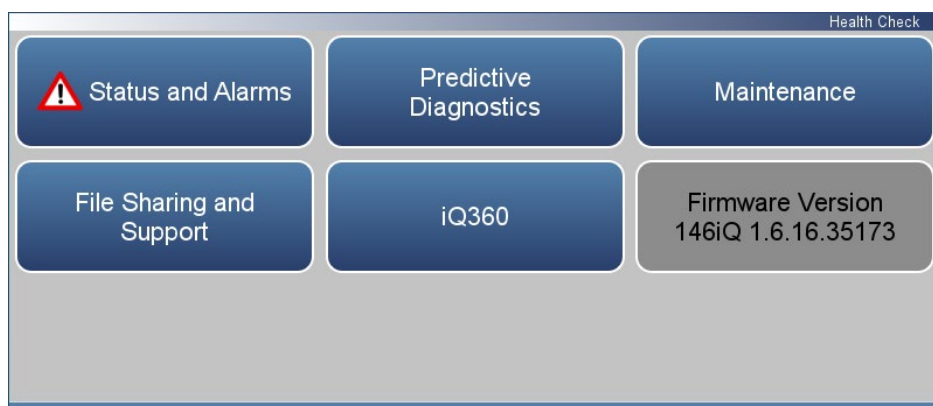 Health Check
Status and Alarms
Predictive
Diagnostics
Maintenance
File Sharing and
Support
iQ360
Firmware Version
146iQ 1.6.16.35173